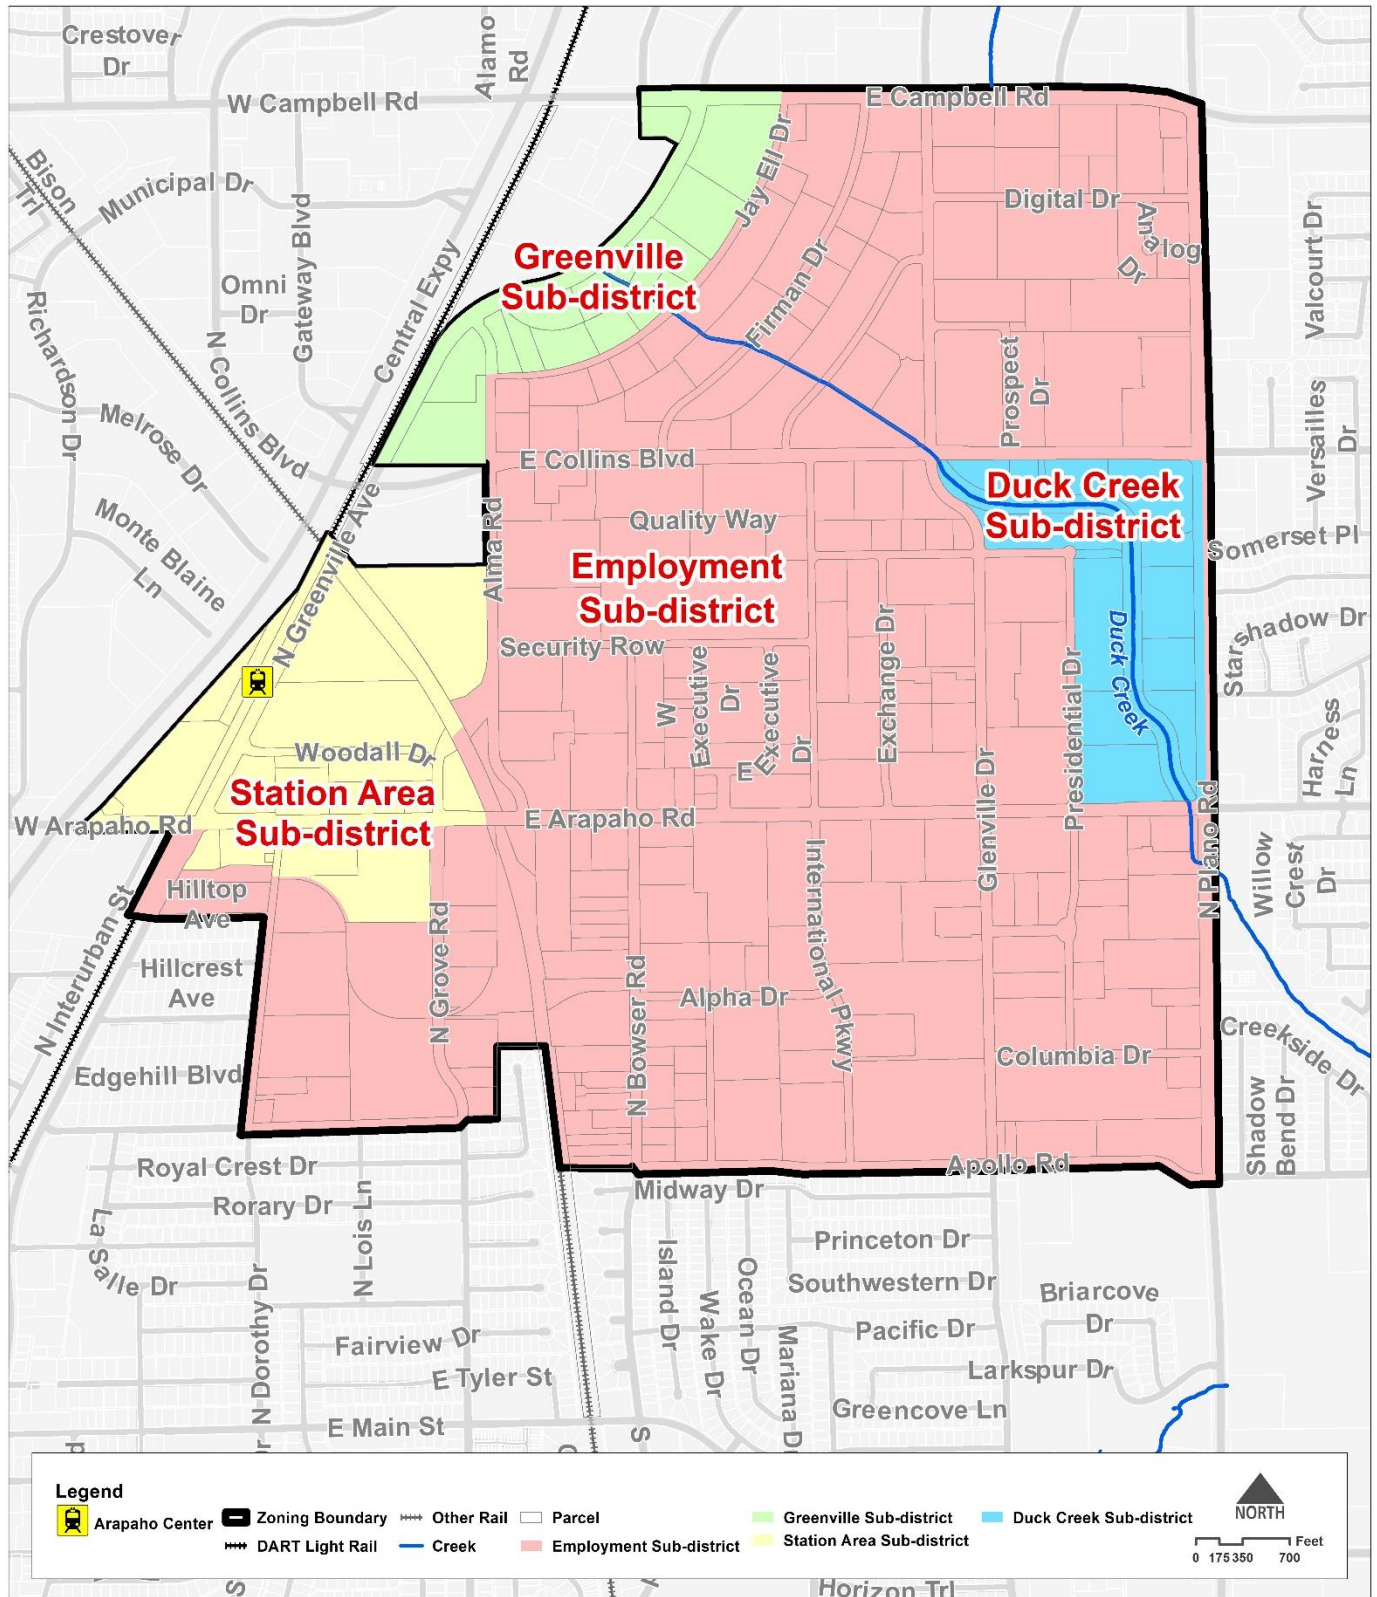 Crestover
Dr
Alamo
Rd
W Campbell Rd
E Campbell Rd
Bison
Trl
Municipal Dr
Gateway Blvd
Jay Ell Dr
Digital Dr
Analog
Dr
Valcourt Dr
Omni
Dr
Central Expy
Greenville
Sub-district
Firman Dr
Richardson Dr
N Collins Blvd
Melrose Dr
Prospect
Dr
Versailles
Dr
E Collins Blvd
Monte Blaine
Ln
N Greenville Ave
Alma Rd
Quality Way
Duck Creek
Sub-district
Somerset Pl
Employment
Sub-district
Starshadow Dr
Security Row
W
Executive
Dr
E
Executive
Dr
Exchange Dr
Glenville Dr
Presidential Dr
Duck Creek
Harness
Ln
Woodall Dr
Station Area
Sub-district
W Arapaho Rd
E Arapaho Rd
N Plano Rd
Willow
Crest
Dr
Hilltop
Ave
N Interurban St
Hillcrest
Ave
N Grove Rd
N Bowser Rd
International Pkwy
Alpha Dr
Columbia Dr
Creekside Dr
Edgehill Blvd
Shadow
Bend Dr
Royal Crest Dr
Apollo Rd
Midway Dr
Rorary Dr
La Salle Dr
N Lois Ln
N Dorothy Dr
Island Dr
Wake Dr
Ocean Dr
Mariana Dr
Princeton Dr
Southwestern Dr
Pacific Dr
Briarcove
Dr
Larkspur Dr
Greencove Ln
Fairview Dr
E Tyler St
E Main St
S
Legend
Arapaho Center
Zoning Boundary
Other Rail
Parcel
Greenville Sub-district
Duck Creek Sub-district
DART Light Rail
Creek
Employment Sub-district
Station Area Sub-district
NORTH
Feet
0 175 350 700
S
Horizon Trl